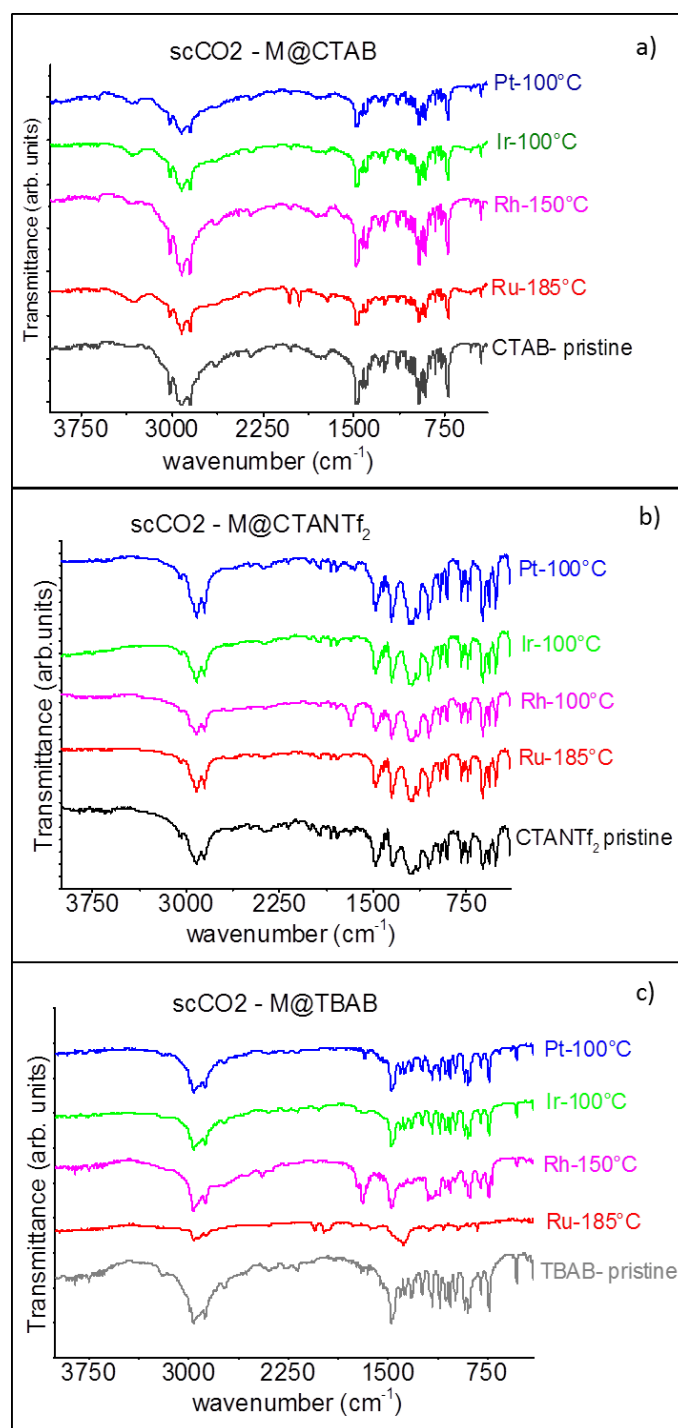 scCO2 - M@CTAB
a)
Pt-100°C
Ir-100°C
Rh-150°C
Ru-185°C
CTAB- pristine
Transmittance (arb. units)
3750 3000 2250 1500 750
wavenumber (cm-1)
scCO2 - M@CTANTf2
b)
Pt-100°C
Ir-100°C
Rh-100°C
Ru-185°C
CTANTf2 pristine
Transmittance (arb.units)
3750 3000 2250 1500 750
wavenumber (cm-1)
scCO2 - M@TBAB
c)
Pt-100°C
Ir-100°C
Rh-150°C
Ru-185°C
TBAB- pristine
Transmittance (arb. units)
3750 3000 2250 1500 750
wavenumber (cm-1)